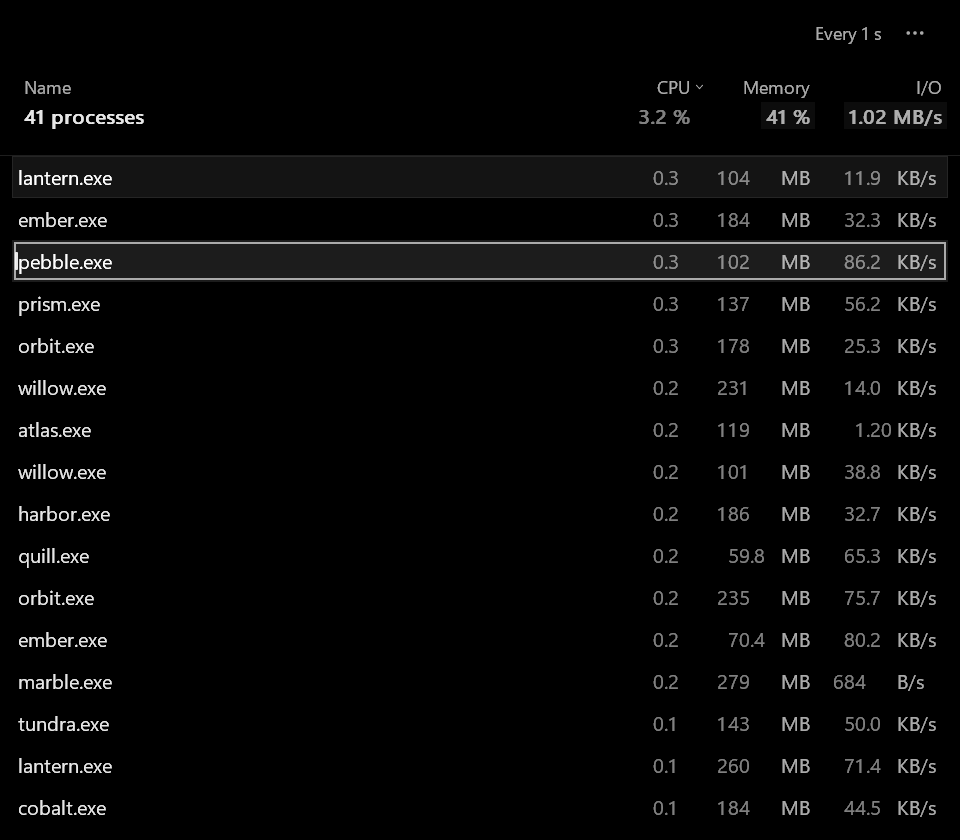 Every 1 s ···
Name CPU Memory I/O
41 processes 3.2 % 41 % 1.02 MB/s
lantern.exe 0.3 104 MB 11.9 KB/s
ember.exe 0.3 184 MB 32.3 KB/s
pebble.exe 0.3 102 MB 86.2 KB/s
prism.exe 0.3 137 MB 56.2 KB/s
orbit.exe 0.3 178 MB 25.3 KB/s
willow.exe 0.2 231 MB 14.0 KB/s
atlas.exe 0.2 119 MB 1.20 KB/s
willow.exe 0.2 101 MB 38.8 KB/s
harbor.exe 0.2 186 MB 32.7 KB/s
quill.exe 0.2 59.8 MB 65.3 KB/s
orbit.exe 0.2 235 MB 75.7 KB/s
ember.exe 0.2 70.4 MB 80.2 KB/s
marble.exe 0.2 279 MB 684 B/s
tundra.exe 0.1 143 MB 50.0 KB/s
lantern.exe 0.1 260 MB 71.4 KB/s
cobalt.exe 0.1 184 MB 44.5 KB/s